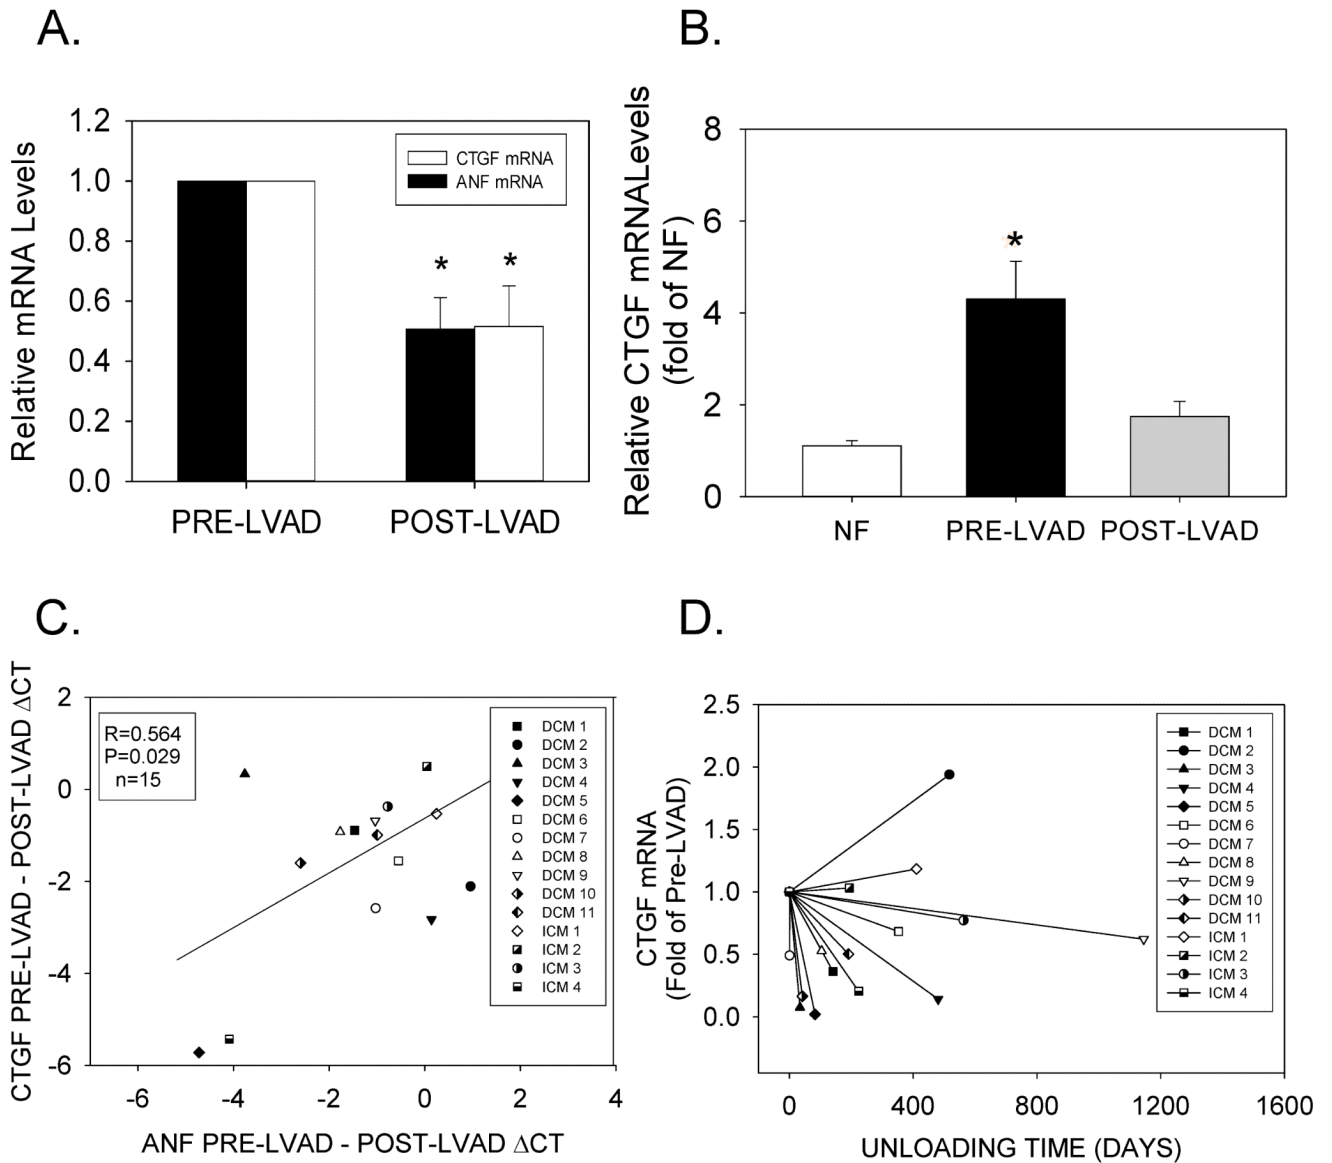 A.
Relative mRNA Levels
1.2
1.0
0.8
0.6
0.4
0.2
0.0
CTGF mRNA
ANF mRNA
*
*
PRE-LVAD
POST-LVAD
B.
Relative CTGF mRNALevels
(fold of NF)
8
6
4
2
0
*
NF
PRE-LVAD
POST-LVAD
C.
CTGF PRE-LVAD - POST-LVAD ΔCT
2
0
-2
-4
-6
R=0.564
P=0.029
n=15
DCM 1
DCM 2
DCM 3
DCM 4
DCM 5
DCM 6
DCM 7
DCM 8
DCM 9
DCM 10
DCM 11
ICM 1
ICM 2
ICM 3
ICM 4
-6
-4
-2
0
2
4
ANF PRE-LVAD - POST-LVAD ΔCT
D.
CTGF mRNA
(Fold of Pre-LVAD)
2.5
2.0
1.5
1.0
0.5
0.0
DCM 1
DCM 2
DCM 3
DCM 4
DCM 5
DCM 6
DCM 7
DCM 8
DCM 9
DCM 10
DCM 11
ICM 1
ICM 2
ICM 3
ICM 4
0
400
800
1200
1600
UNLOADING TIME (DAYS)